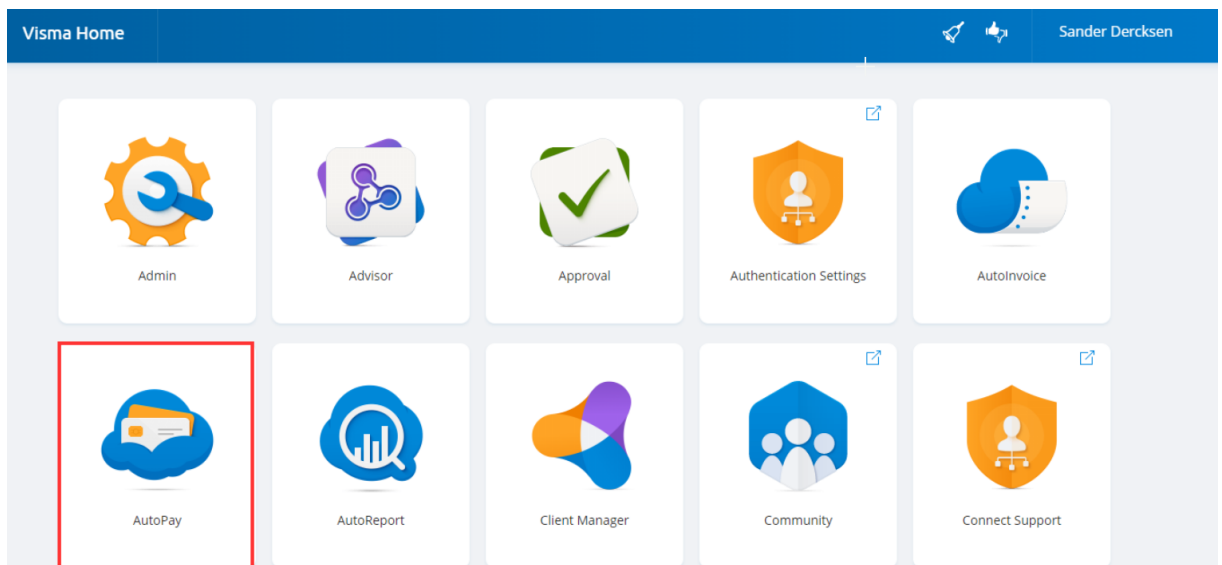 Visma Home
Sander Dercksen
Admin
Advisor
Approval
Authentication Settings
AutoInvoice
AutoPay
AutoReport
Client Manager
Community
Connect Support